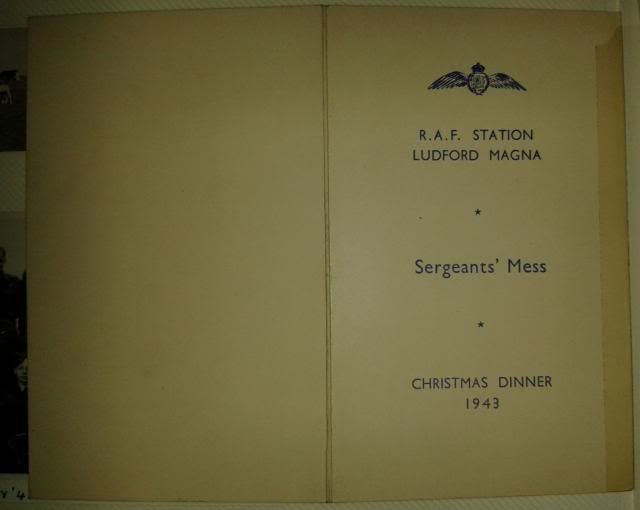 R.A.F. STATION
LUDFORD MAGNA
*
Sergeants' Mess
*
CHRISTMAS DINNER
1943